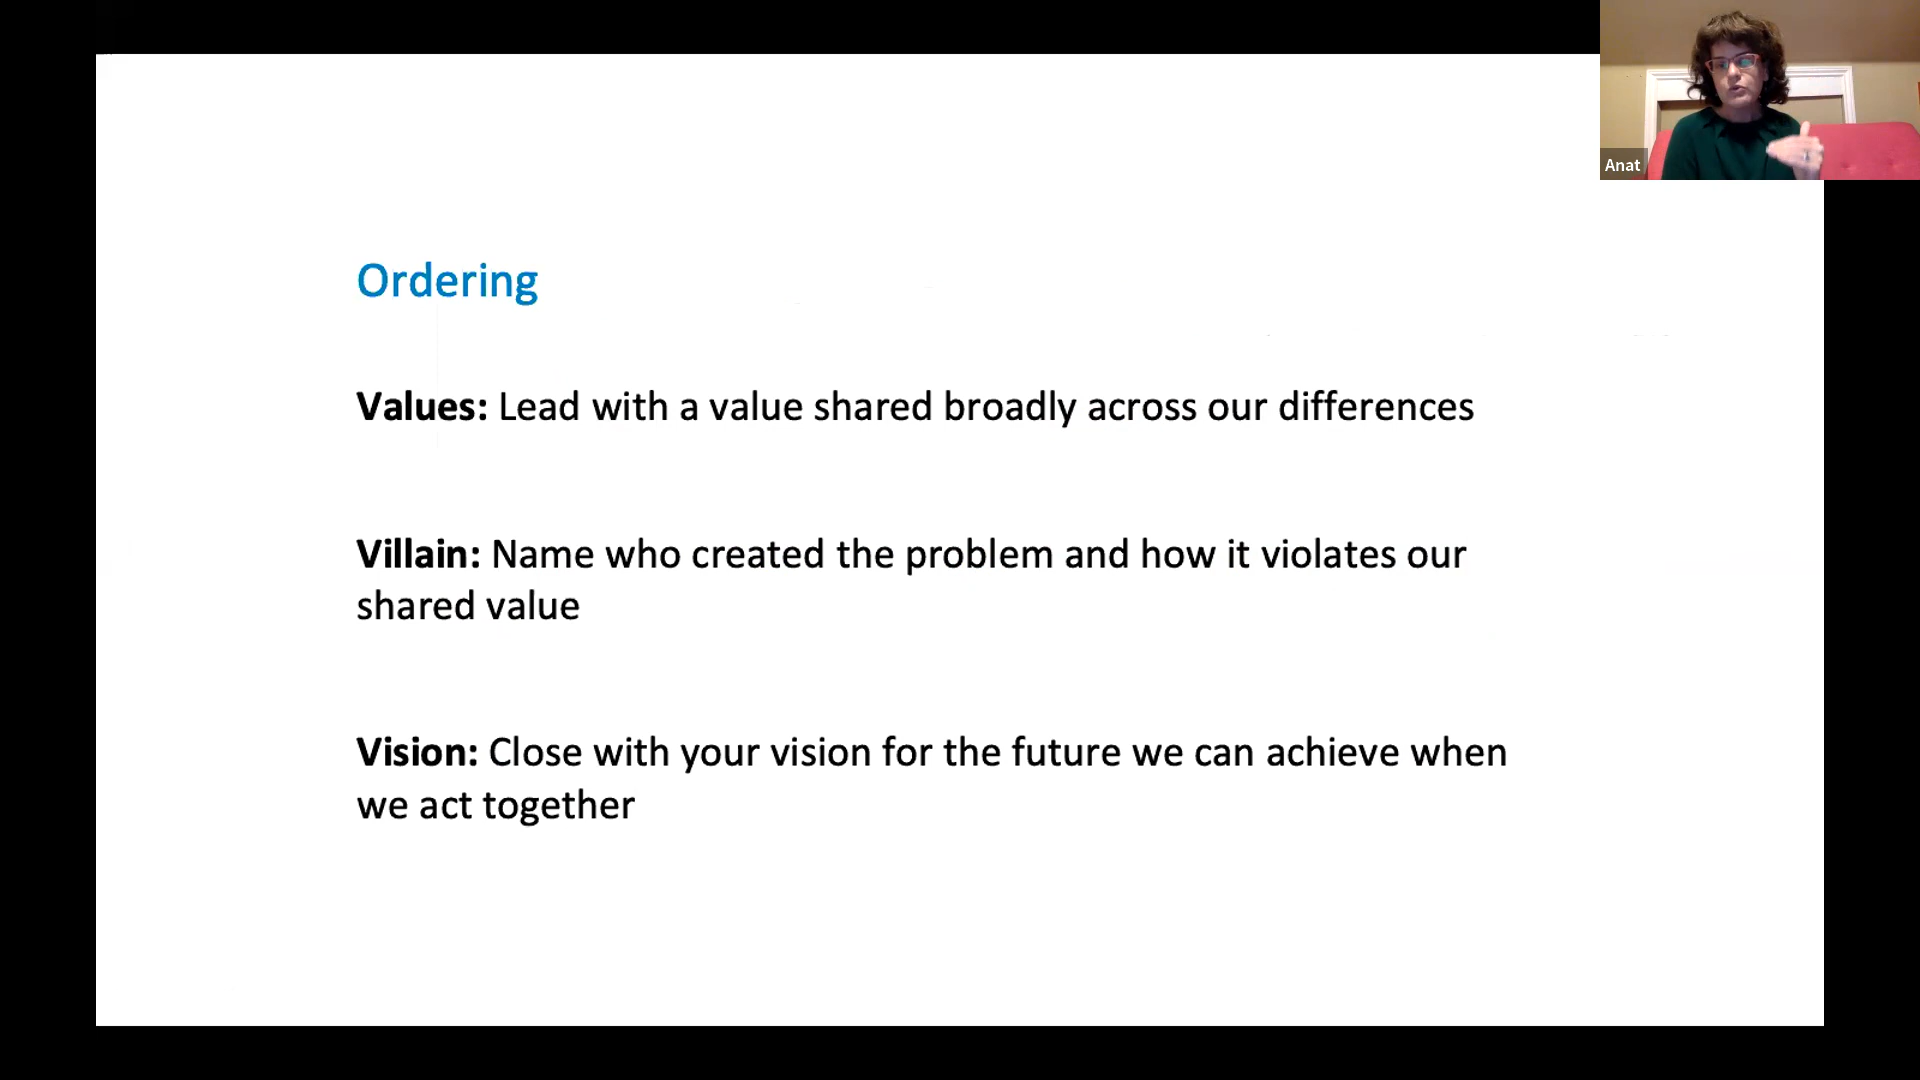 Anat
Ordering
Values: Lead with a value shared broadly across our differences
Villain: Name who created the problem and how it violates our
shared value
Vision: Close with your vision for the future we can achieve when
we act together